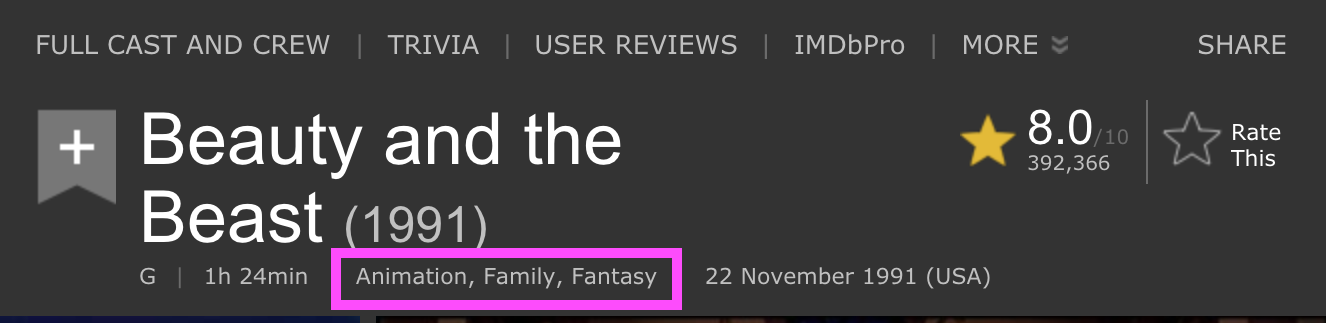 FULL CAST AND CREW | TRIVIA | USER REVIEWS | IMDbPro | MORE SHARE
Beauty and the
Beast (1991)
8.0/10
392,366
Rate
This
G | 1h 24min Animation, Family, Fantasy 22 November 1991 (USA)